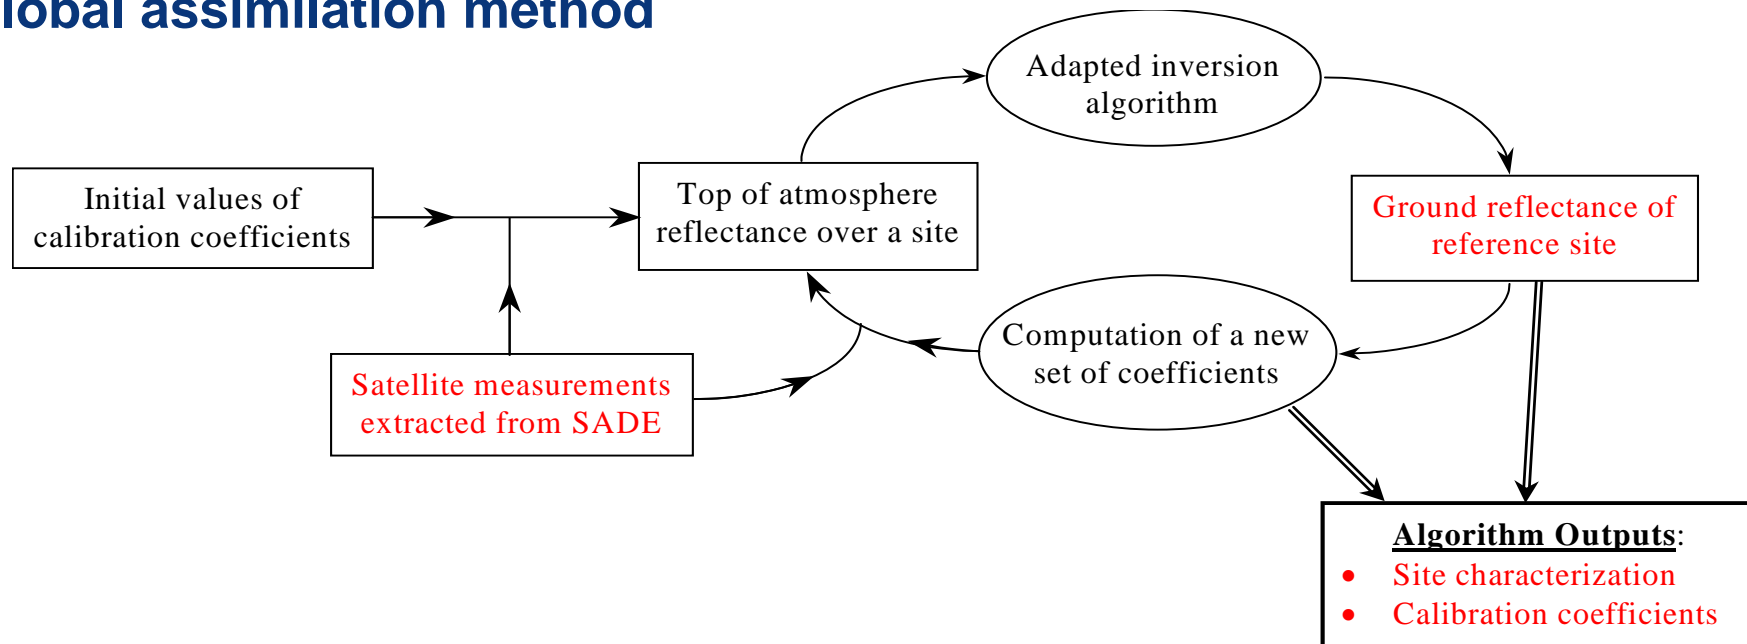 lobal assimilation method
Adapted inversion
algorithm
Initial values of
calibration coefficients
Top of atmosphere
reflectance over a site
Ground reflectance of
reference site
Satellite measurements
extracted from SADE
Computation of a new
set of coefficients
Algorithm Outputs:
• Site characterization
• Calibration coefficients